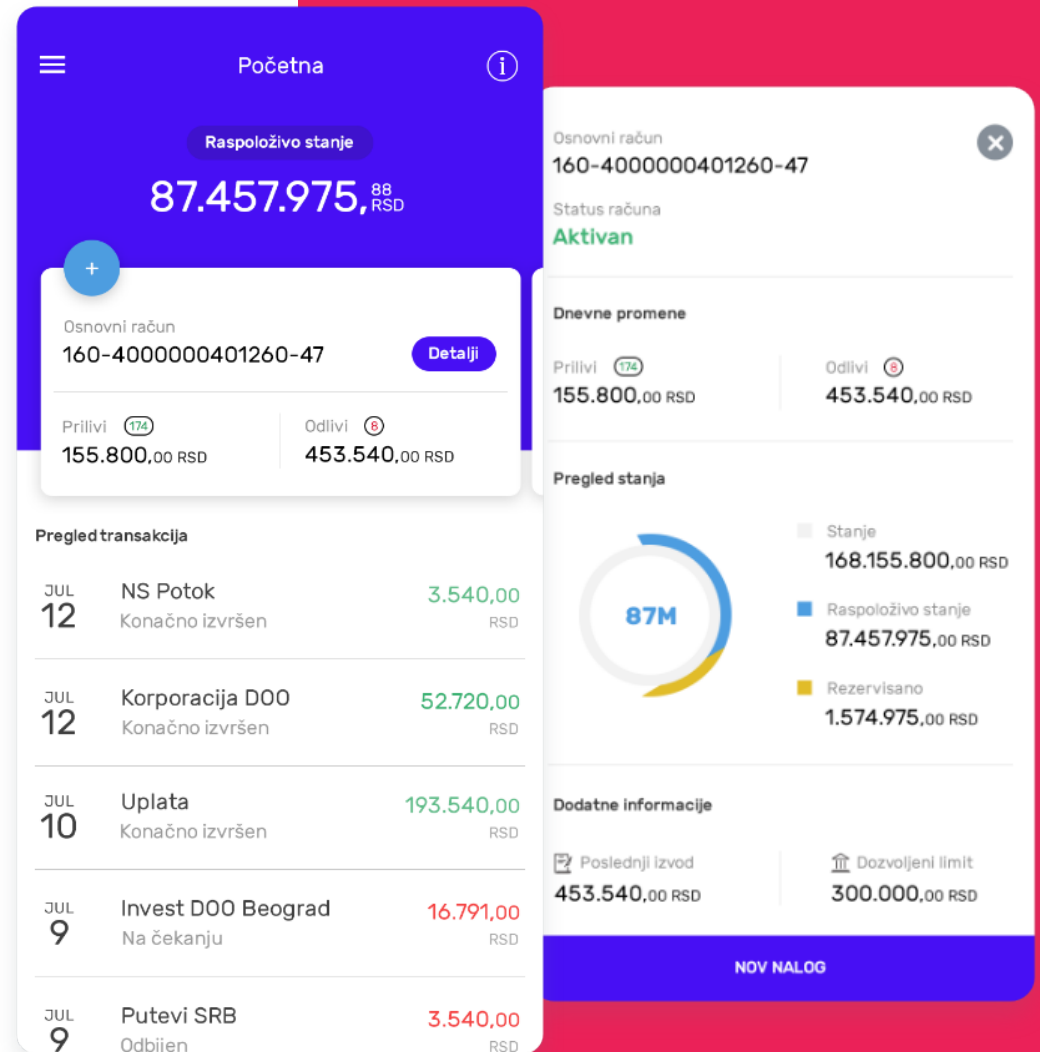 Početna
i
Raspoloživo stanje
87.457.975,88 RSD
+
Osnovni račun
160-4000000401260-47
Detalji
Prilivi 174
155.800,00 RSD
Odlivi 8
453.540,00 RSD
Pregled transakcija
JUL
12
NS Potok
Konačno izvršen
3.540,00
RSD
JUL
12
Korporacija DOO
Konačno izvršen
52.720,00
RSD
JUL
10
Uplata
Konačno izvršen
193.540,00
RSD
JUL
9
Invest DOO Beograd
Na čekanju
16.791,00
RSD
JUL
9
Putevi SRB
Odbijen
3.540,00
RSD
Osnovni račun
160-4000000401260-47
Status računa
Aktivan
Dnevne promene
Prilivi 174
155.800,00 RSD
Odlivi 8
453.540,00 RSD
Pregled stanja
87M
Stanje
168.155.800,00 RSD
Raspoloživo stanje
87.457.975,00 RSD
Rezervisano
1.574.975,00 RSD
Dodatne informacije
Poslednji izvod
453.540,00 RSD
Dozvoljeni limit
300.000,00 RSD
NOV NALOG